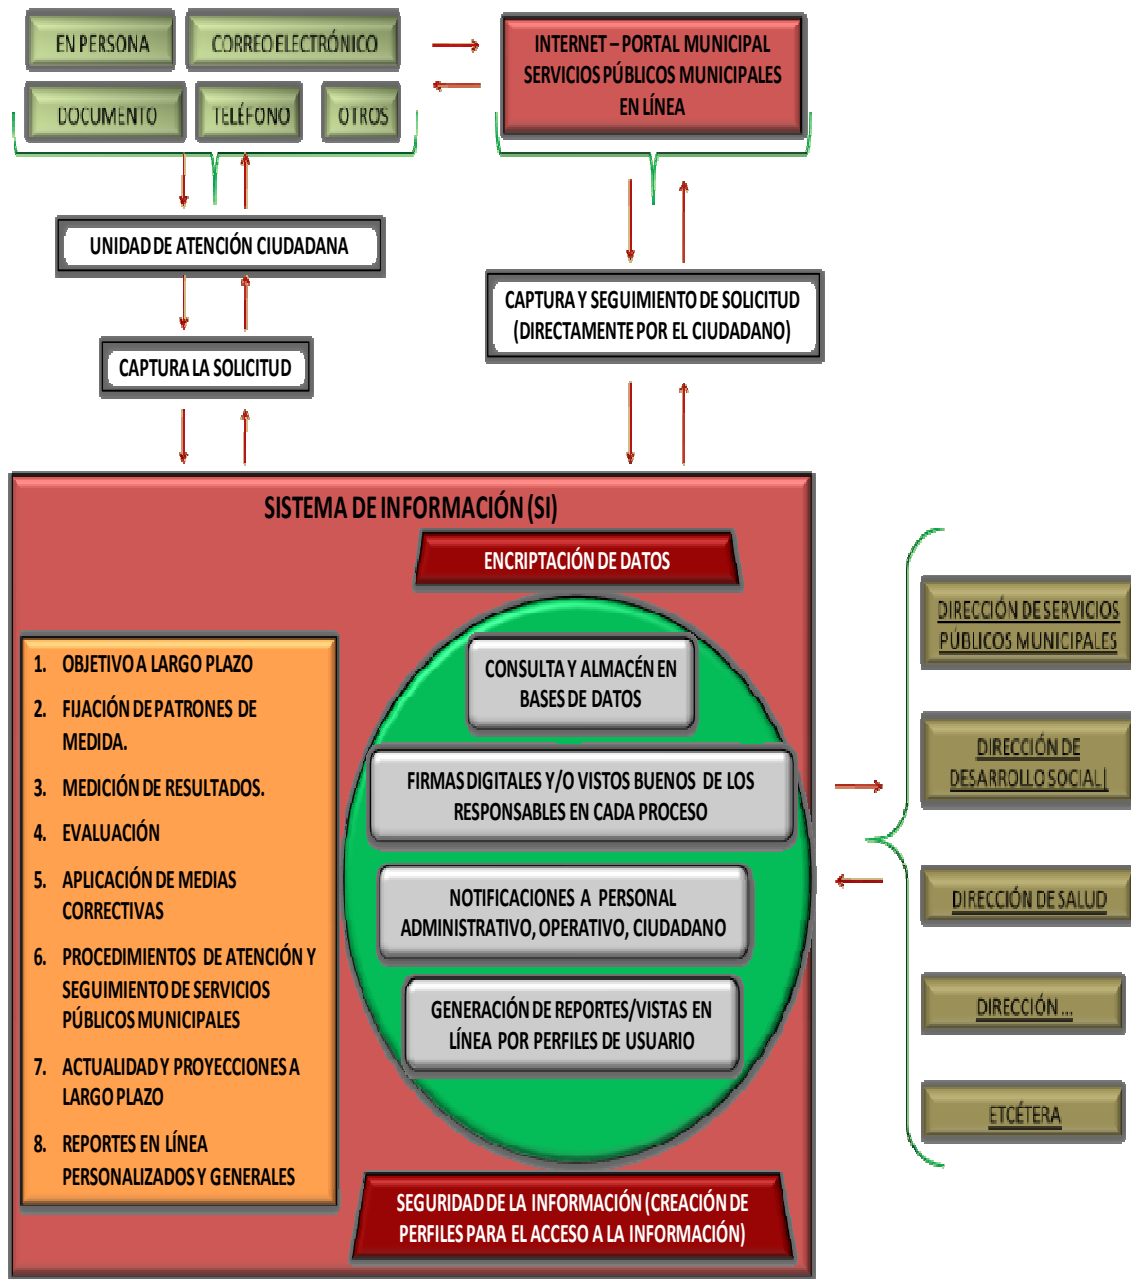 EN PERSONA
CORREO ELECTRÓNICO
DOCUMENTO
TELÉFONO
OTROS
INTERNET – PORTAL MUNICIPAL
SERVICIOS PÚBLICOS MUNICIPALES
EN LÍNEA
UNIDAD DE ATENCIÓN CIUDADANA
CAPTURA LA SOLICITUD
CAPTURA Y SEGUIMIENTO DE SOLICITUD
(DIRECTAMENTE POR EL CIUDADANO)
SISTEMA DE INFORMACIÓN (SI)
ENCRIPTACIÓN DE DATOS
1. OBJETIVO A LARGO PLAZO
2. FIJACIÓN DE PATRONES DE
MEDIDA.
3. MEDICIÓN DE RESULTADOS.
4. EVALUACIÓN
5. APLICACIÓN DE MEDIAS
CORRECTIVAS
6. PROCEDIMIENTOS DE ATENCIÓN Y
SEGUIMIENTO DE SERVICIOS
PÚBLICOS MUNICIPALES
7. ACTUALIDAD Y PROYECCIONES A
LARGO PLAZO
8. REPORTES EN LÍNEA
PERSONALIZADOS Y GENERALES
CONSULTA Y ALMACÉN EN
BASES DE DATOS
FIRMAS DIGITALES Y/O VISTOS BUENOS DE LOS
RESPONSABLES EN CADA PROCESO
NOTIFICACIONES A PERSONAL
ADMINISTRATIVO, OPERATIVO, CIUDADANO
GENERACIÓN DE REPORTES/VISTAS EN
LÍNEA POR PERFILES DE USUARIO
SEGURIDAD DE LA INFORMACIÓN (CREACIÓN DE
PERFILES PARA EL ACCESO A LA INFORMACIÓN)
DIRECCIÓN DE SERVICIOS
PÚBLICOS MUNICIPALES
DIRECCIÓN DE
DESARROLLO SOCIAL|
DIRECCIÓN DE SALUD
DIRECCIÓN ...
ETCÉTERA